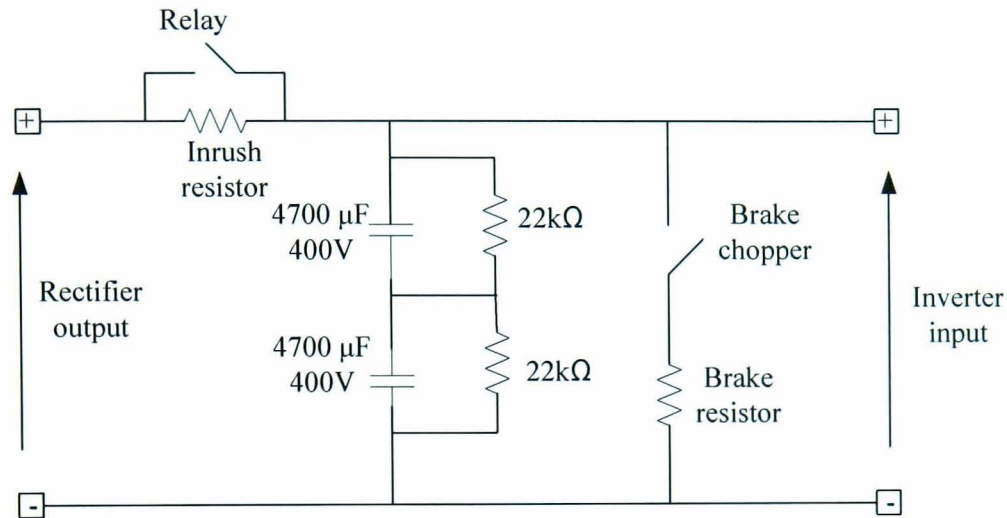 Relay
+
+
Inrush
resistor
4700 μF
400V
22kΩ
Brake
chopper
Rectifier
output
Inverter
input
4700 μF
400V
22kΩ
Brake
resistor
-
-